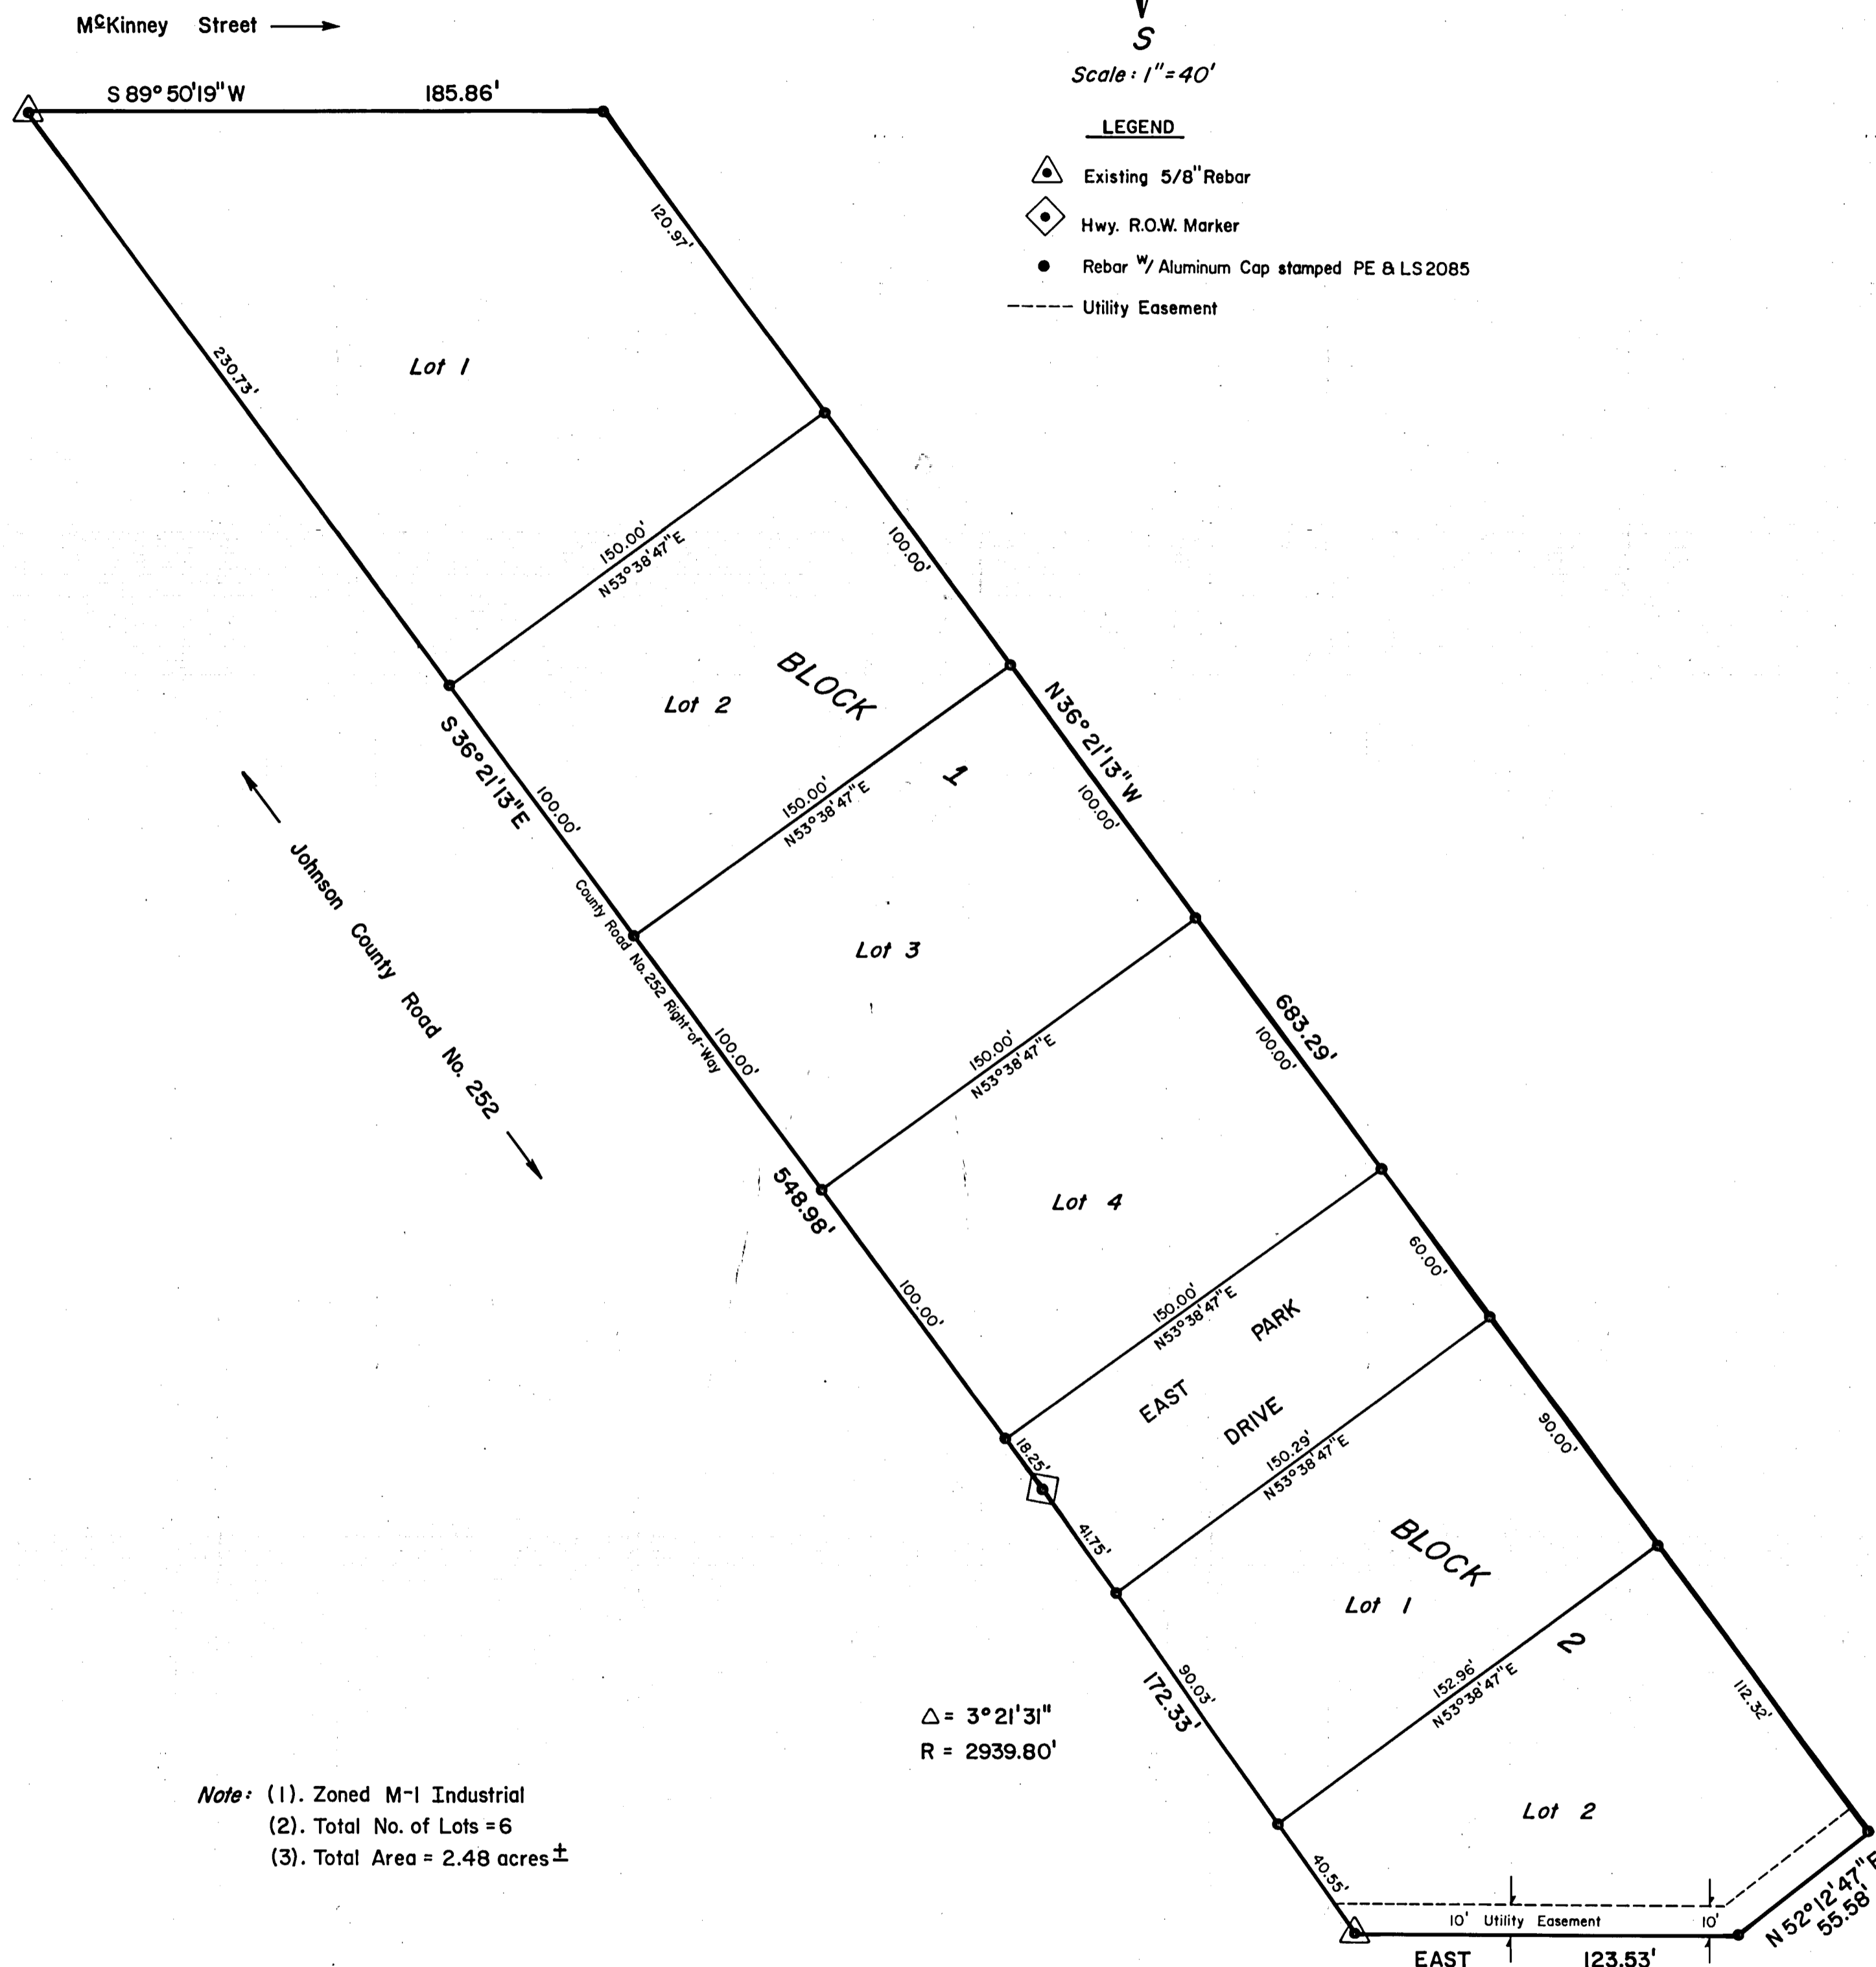 McKinney Street
S 89° 50' 19" W 185.86'
S
Scale: 1" = 40'
LEGEND
Existing 5/8" Rebar
Hwy. R.O.W. Marker
Rebar w/ Aluminum Cap stamped PE & LS 2085
Utility Easement
120.97'
230.73'
Lot 1
150.00'
N 53° 38' 47" E
100.00'
BLOCK
1
Lot 2
S 36° 21' 13" E
100.00'
N 36° 21' 13" W
100.00'
150.00'
N 53° 38' 47" E
Johnson County Road No. 252
County Road No. 252 Right-of-Way
Lot 3
100.00'
683.29'
100.00'
150.00'
N 53° 38' 47" E
548.98'
Lot 4
100.00'
60.00'
150.00'
N 53° 38' 47" E
EAST PARK
DRIVE
18.25'
41.75'
150.29'
N 53° 38' 47" E
90.00'
BLOCK
2
Lot 1
90.03'
172.33'
152.96'
N 53° 38' 47" E
112.32'
△ = 3° 21' 31"
R = 2939.80'
Lot 2
40.55'
10' Utility Easement 10'
EAST 123.53'
N 52° 12' 47" E
55.58'
Note: (1). Zoned M-1 Industrial
(2). Total No. of Lots = 6
(3). Total Area = 2.48 acres ±